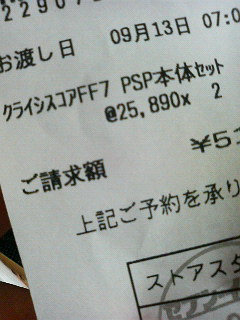 お渡し日 09月13日 07:0
クライシスコアFF7 PSP本体セット
@25,890x 2
ご請求額 ¥5
上記ご予約を承り
ストアスタ